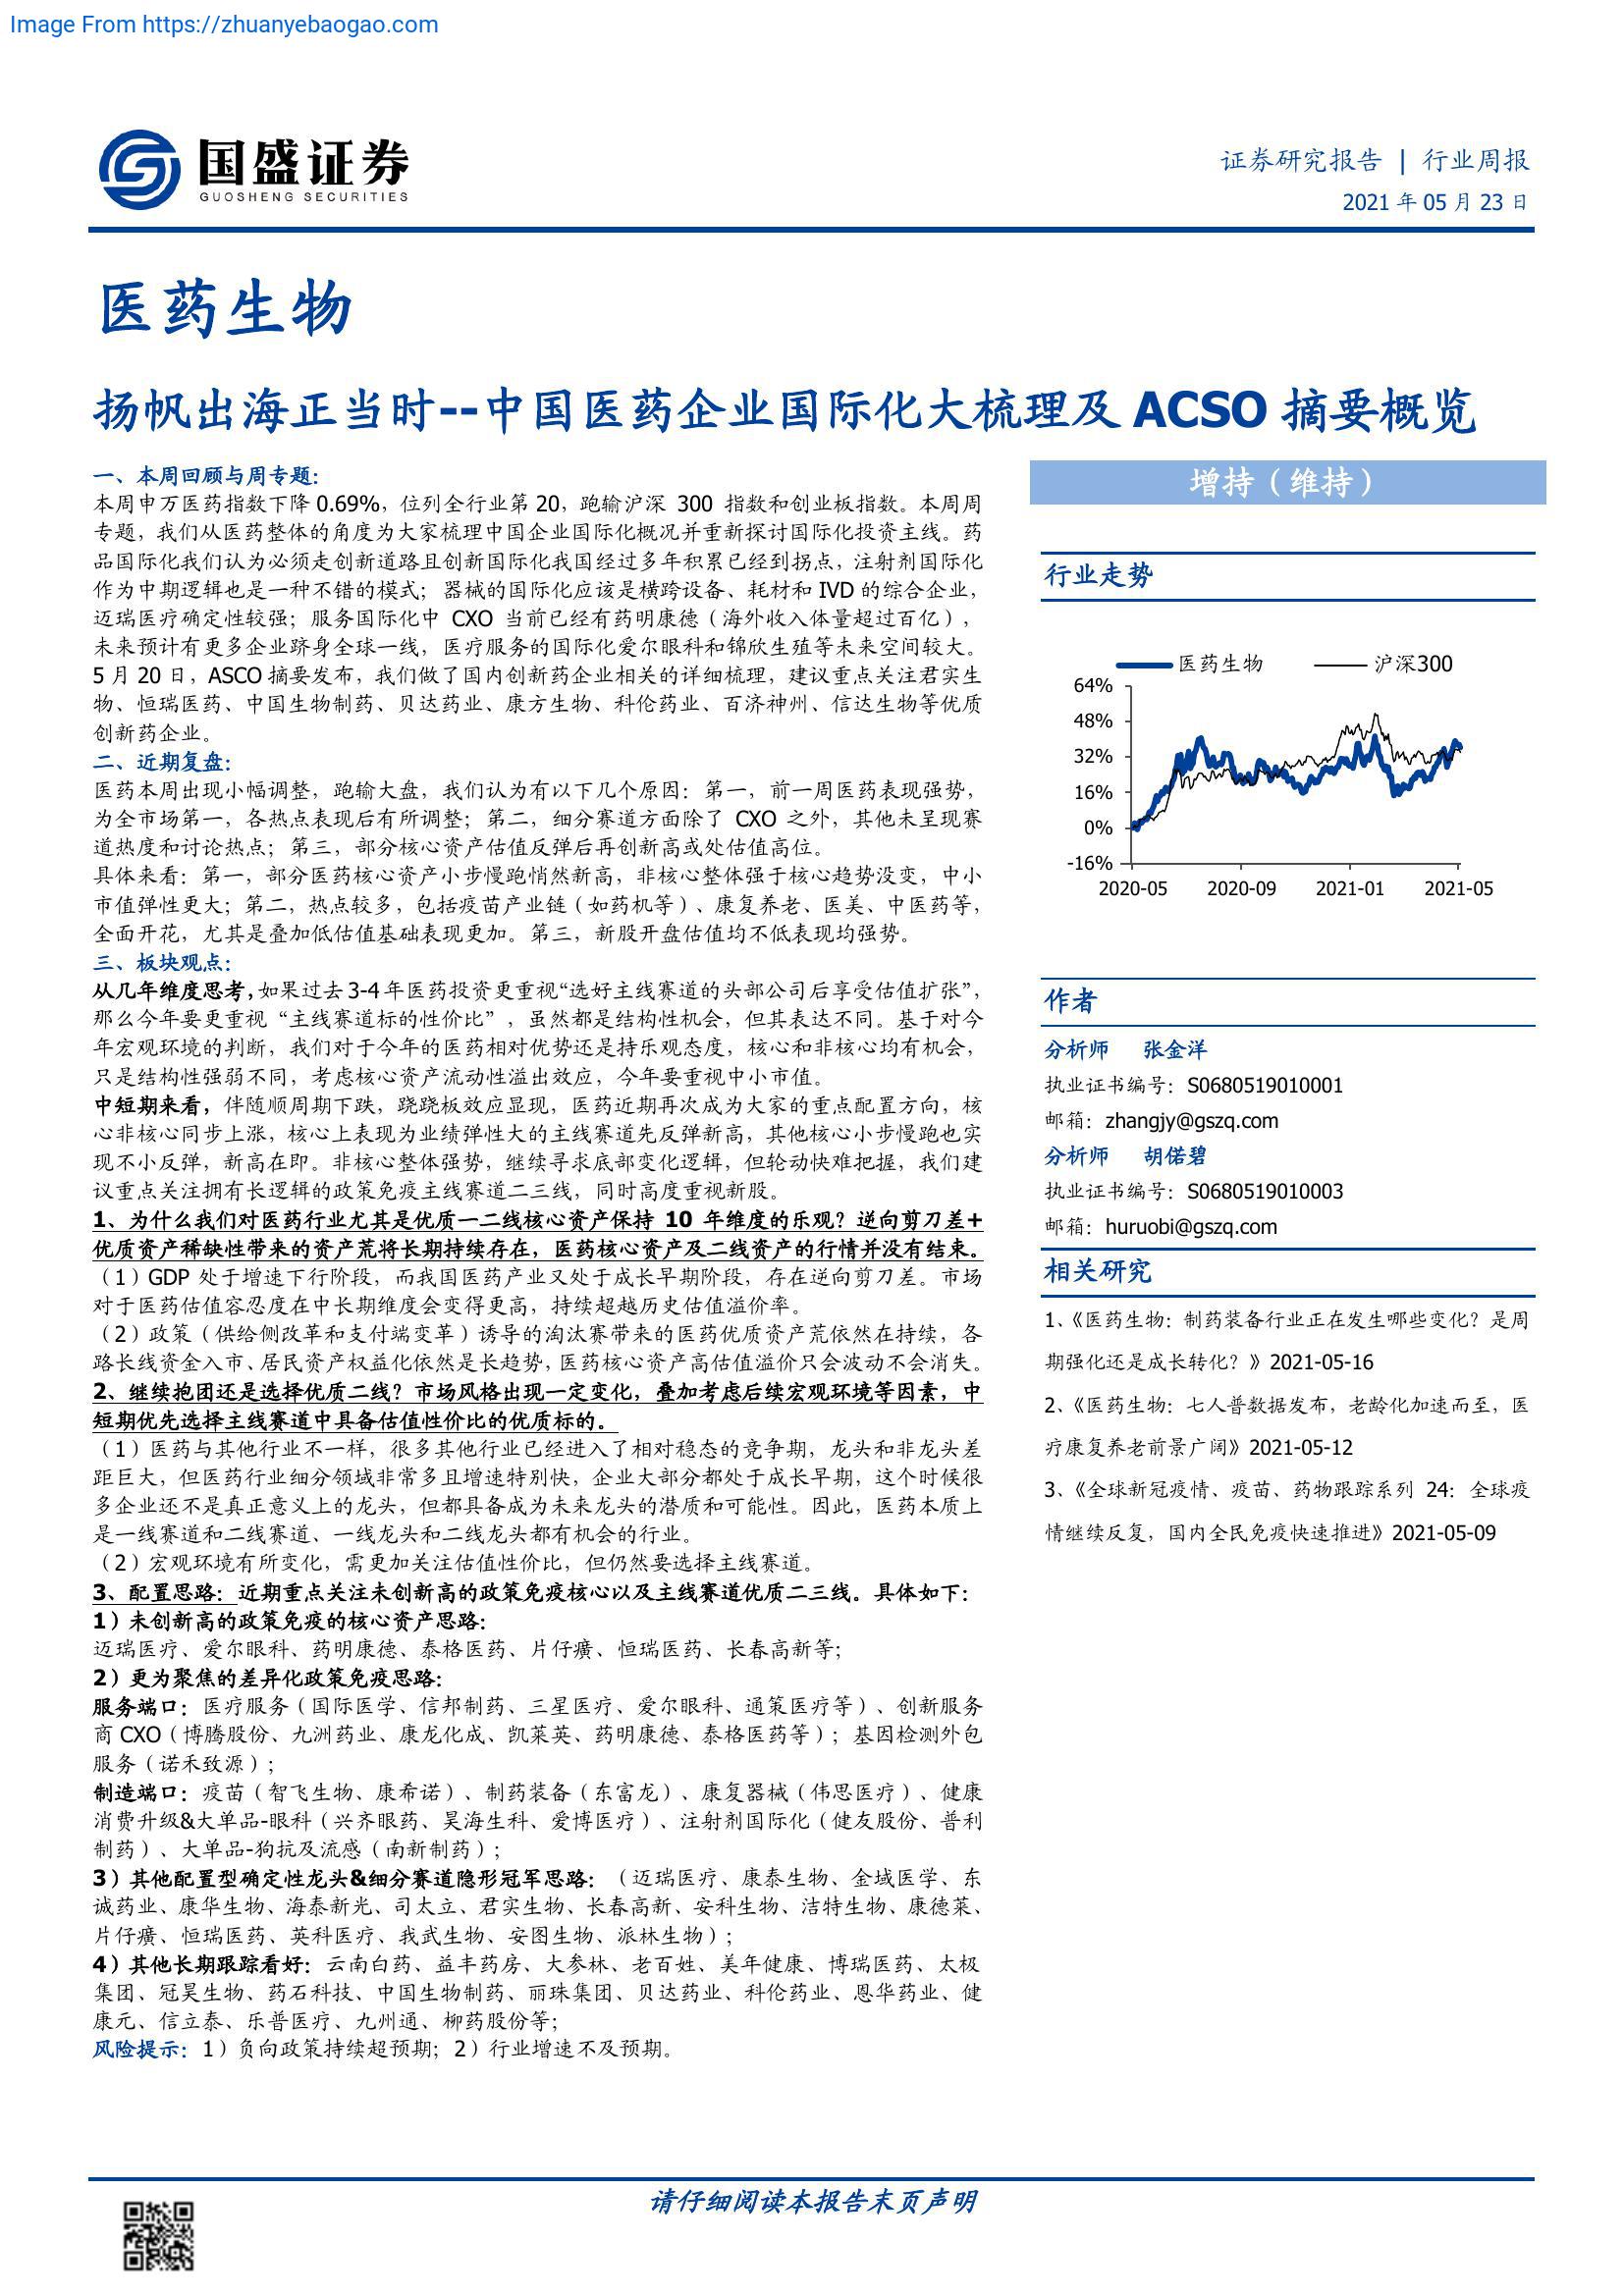 Image From https://zhuanyebaogao.com
国盛证券
GUOSHENG SECURITIES
证券研究报告 | 行业周报
2021 年 05 月 23 日
医药生物
扬帆出海正当时--中国医药企业国际化大梳理及 ACSO 摘要概览
一、本周回顾与周专题：
本周申万医药指数下降 0.69%，位列全行业第 20，跑输沪深 300 指数和创业板指数。本周周
专题，我们从医药整体的角度为大家梳理中国企业国际化概况并重新探讨国际化投资主线。药
品国际化我们认为必须走创新道路且创新国际化我国经过多年积累已经到拐点，注射剂国际化
作为中期逻辑也是一种不错的模式；器械的国际化应该是横跨设备、耗材和 IVD 的综合企业，
迈瑞医疗确定性较强；服务国际化中 CXO 当前已经有药明康德（海外收入体量超过百亿），
未来预计有更多企业跻身全球一线，医疗服务的国际化爱尔眼科和锦欣生殖等未来空间较大。
5 月 20 日，ASCO 摘要发布，我们做了国内创新药企业相关的详细梳理，建议重点关注君实生
物、恒瑞医药、中国生物制药、贝达药业、康方生物、科伦药业、百济神州、信达生物等优质
创新药企业。
二、近期复盘：
医药本周出现小幅调整，跑输大盘，我们认为有以下几个原因：第一，前一周医药表现强势，
为全市场第一，各热点表现后有所调整；第二，细分赛道方面除了 CXO 之外，其他未呈现赛
道热度和讨论热点；第三，部分核心资产估值反弹后再创新高或处估值高位。
具体来看：第一，部分医药核心资产小步慢跑悄然新高，非核心整体强于核心趋势没变，中小
市值弹性更大；第二，热点较多，包括疫苗产业链（如药机等）、康复养老、医美、中医药等，
全面开花，尤其是叠加低估值基础表现更加。第三，新股开盘估值均不低表现均强势。
三、板块观点：
从几年维度思考，如果过去 3-4 年医药投资更重视“选好主线赛道的头部公司后享受估值扩张”，
那么今年要更重视“主线赛道标的性价比”，虽然都是结构性机会，但其表达不同。基于对今
年宏观环境的判断，我们对于今年的医药相对优势还是持乐观态度，核心和非核心均有机会，
只是结构性强弱不同，考虑核心资产流动性溢出效应，今年要重视中小市值。
中短期来看，伴随顺周期下跌，跷跷板效应显现，医药近期再次成为大家的重点配置方向，核
心非核心同步上涨，核心上表现为业绩弹性大的主线赛道先反弹新高，其他核心小步慢跑也实
现不小反弹，新高在即。非核心整体强势，继续寻求底部变化逻辑，但轮动快难把握，我们建
议重点关注拥有长逻辑的政策免疫主线赛道二三线，同时高度重视新股。
1、为什么我们对医药行业尤其是优质一二线核心资产保持 10 年维度的乐观？逆向剪刀差+
优质资产稀缺性带来的资产荒将长期持续存在，医药核心资产及二线资产的行情并没有结束。
（1）GDP 处于增速下行阶段，而我国医药产业又处于成长早期阶段，存在逆向剪刀差。市场
对于医药估值容忍度在中长期维度会变得更高，持续超越历史估值溢价率。
（2）政策（供给侧改革和支付端变革）诱导的淘汰赛带来的医药优质资产荒依然在持续，各
路长线资金入市、居民资产权益化依然是长趋势，医药核心资产高估值溢价只会波动不会消失。
2、继续抱团还是选择优质二线？市场风格出现一定变化，叠加考虑后续宏观环境等因素，中
短期优先选择主线赛道中具备估值性价比的优质标的。
（1）医药与其他行业不一样，很多其他行业已经进入了相对稳态的竞争期，龙头和非龙头差
距巨大，但医药行业细分领域非常多且增速特别快，企业大部分都处于成长早期，这个时候很
多企业还不是真正意义上的龙头，但都具备成为未来龙头的潜质和可能性。因此，医药本质上
是一线赛道和二线赛道、一线龙头和二线龙头都有机会的行业。
（2）宏观环境有所变化，需更加关注估值性价比，但仍然要选择主线赛道。
3、配置思路：近期重点关注未创新高的政策免疫核心以及主线赛道优质二三线。具体如下：
1）未创新高的政策免疫的核心资产思路：
迈瑞医疗、爱尔眼科、药明康德、泰格医药、片仔癀、恒瑞医药、长春高新等；
2）更为聚焦的差异化政策免疫思路：
服务端口：医疗服务（国际医学、信邦制药、三星医疗、爱尔眼科、通策医疗等）、创新服务
商 CXO（博腾股份、九洲药业、康龙化成、凯莱英、药明康德、泰格医药等）；基因检测外包
服务（诺禾致源）；
制造端口：疫苗（智飞生物、康希诺）、制药装备（东富龙）、康复器械（伟思医疗）、健康
消费升级&大单品-眼科（兴齐眼药、昊海生科、爱博医疗）、注射剂国际化（健友股份、普利
制药）、大单品-狗抗及流感（南新制药）；
3）其他配置型确定性龙头&细分赛道隐形冠军思路：（迈瑞医疗、康泰生物、金域医学、东
诚药业、康华生物、海泰新光、司太立、君实生物、长春高新、安科生物、洁特生物、康德莱、
片仔癀、恒瑞医药、英科医疗、我武生物、安图生物、派林生物）；
4）其他长期跟踪看好：云南白药、益丰药房、大参林、老百姓、美年健康、博瑞医药、太极
集团、冠昊生物、药石科技、中国生物制药、丽珠集团、贝达药业、科伦药业、恩华药业、健
康元、信立泰、乐普医疗、九州通、柳药股份等；
风险提示：1）负向政策持续超预期；2）行业增速不及预期。
增持（维持）
行业走势
医药生物 沪深300
64%
48%
32%
16%
0%
-16%
2020-05 2020-09 2021-01 2021-05
作者
分析师 张金洋
执业证书编号：S0680519010001
邮箱：zhangjy@gszq.com
分析师 胡偌碧
执业证书编号：S0680519010003
邮箱：huruobi@gszq.com
相关研究
1、《医药生物：制药装备行业正在发生哪些变化？是周
期强化还是成长转化？》2021-05-16
2、《医药生物：七人普数据发布，老龄化加速而至，医
疗康复养老前景广阔》2021-05-12
3、《全球新冠疫情、疫苗、药物跟踪系列 24：全球疫
情继续反复，国内全民免疫快速推进》2021-05-09
请仔细阅读本报告末页声明